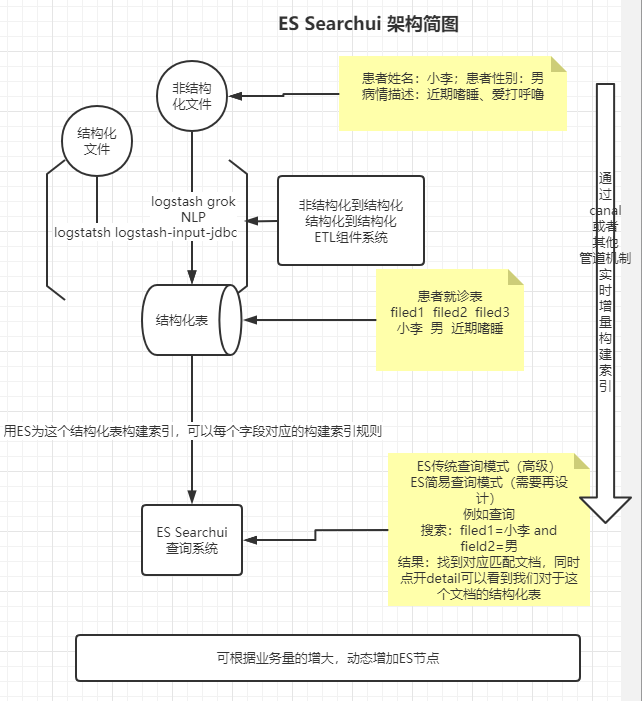 ES Searchui 架构简图
非结构
化文件
患者姓名：小李；患者性别：男
病情描述：近期嗜睡、爱打呼噜
结构化
文件
logstash grok
NLP
logstatsh logstash-input-jdbc
非结构化到结构化
结构化到结构化
ETL组件系统
通
过
canal
或者
其他
管道机制
实
时
增
量
构
建
索
引
结构化表
患者就诊表
filed1 filed2 filed3
小李 男 近期嗜睡
用ES为这个结构化表构建索引，可以每个字段对应的构建索引规则
ES Searchui
查询系统
ES传统查询模式（高级）
ES简易查询模式（需要再设
计）
例如查询
搜索：filed1=小李 and
field2=男
结果：找到对应匹配文档，同时
点开detail可以看到我们对于这
个文档的结构化表
可根据业务量的增大，动态增加ES节点